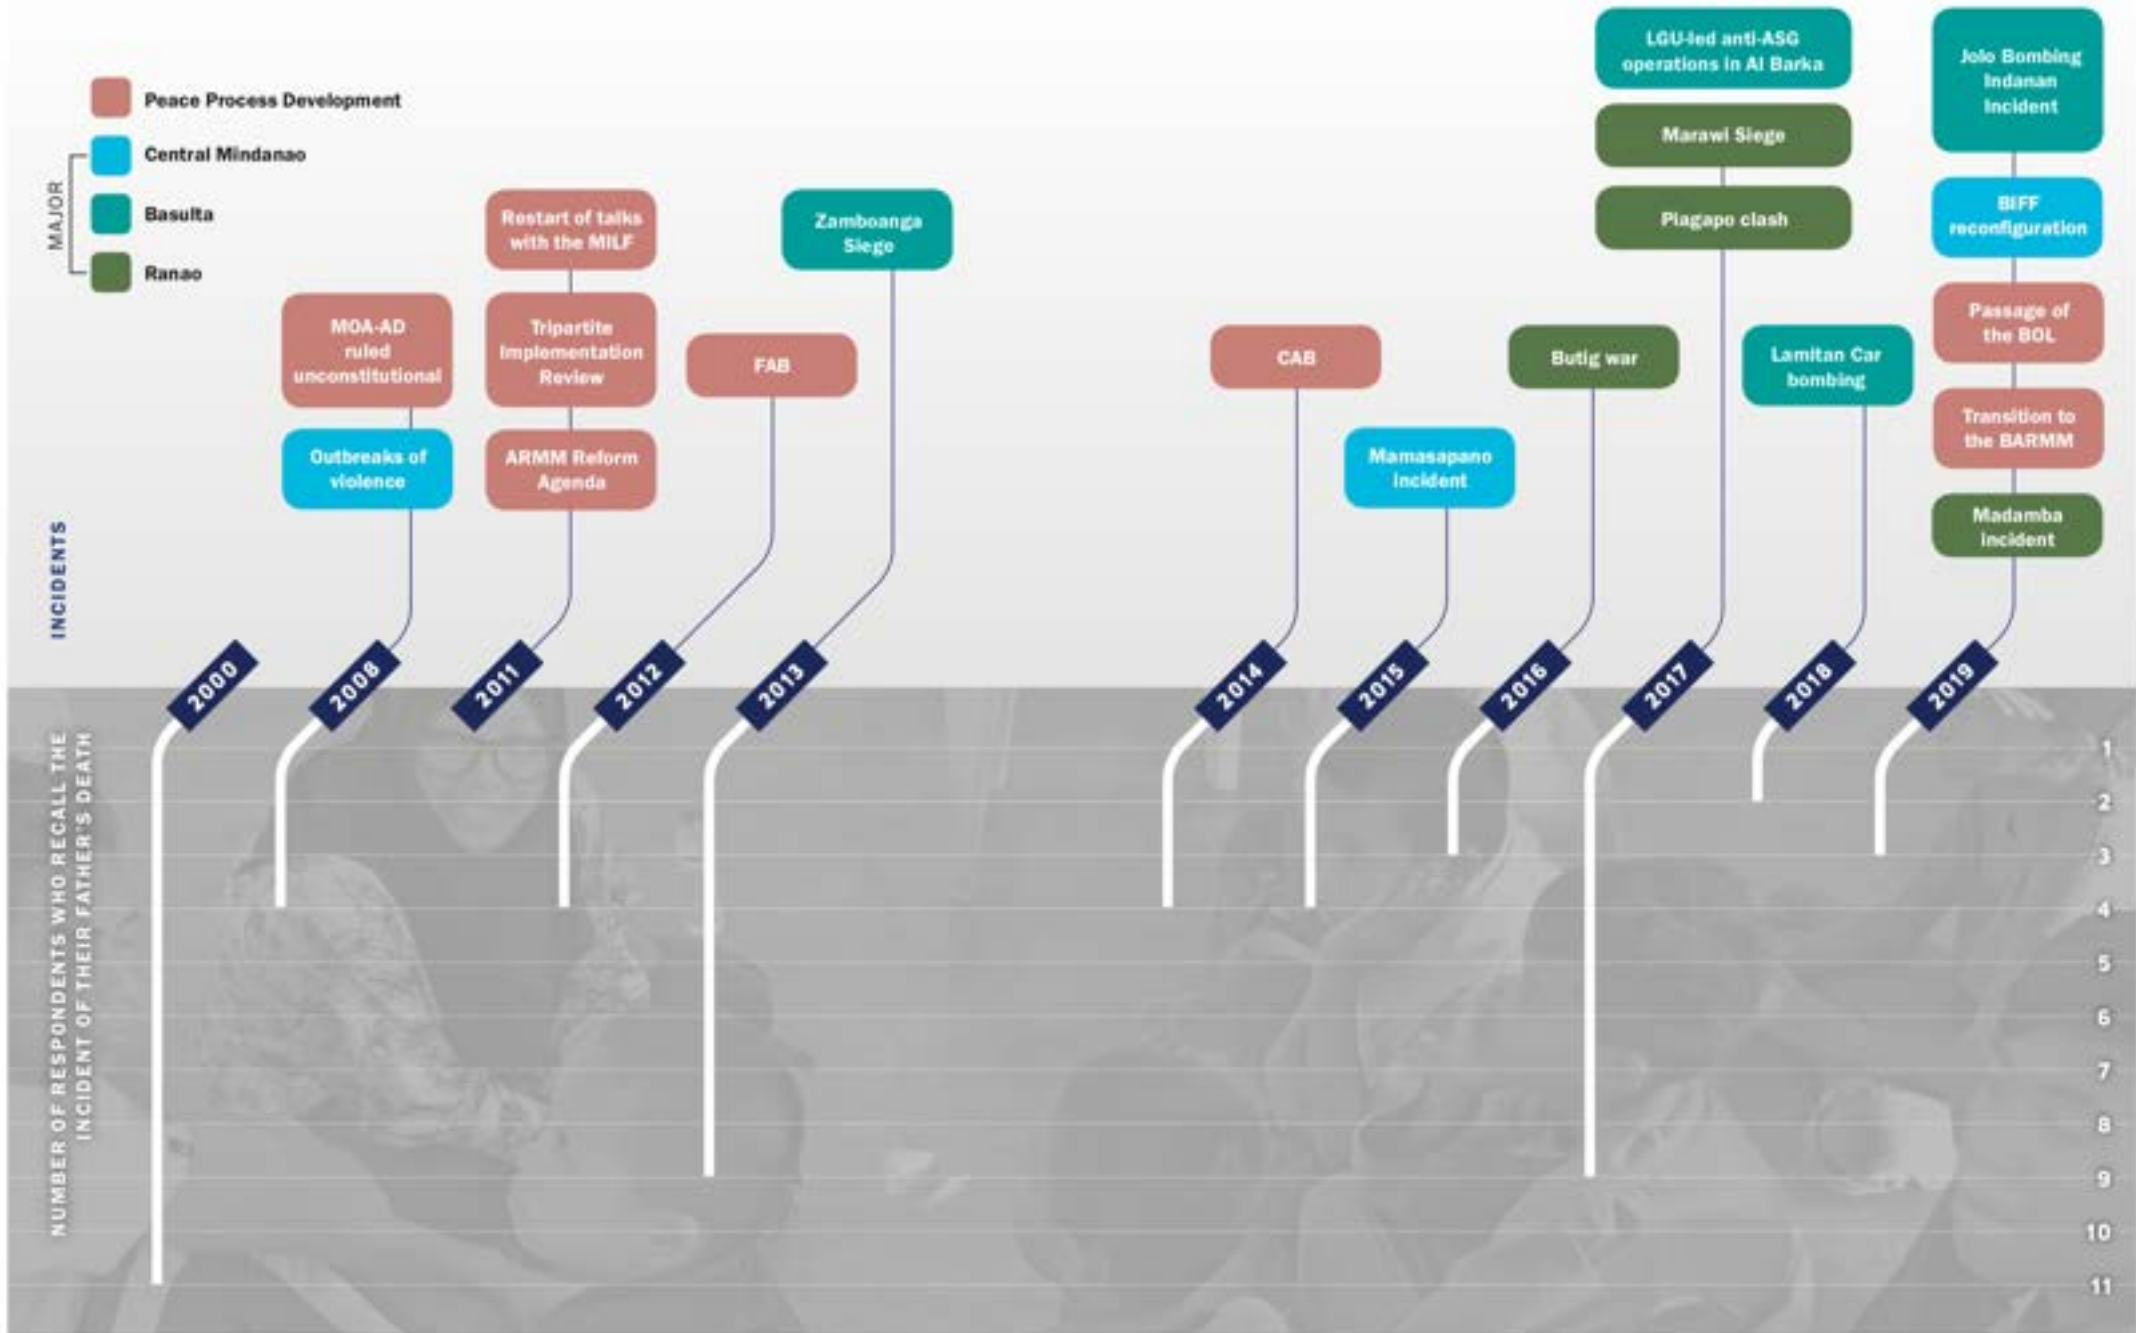 Peace Process Development
MAJOR
Central Mindanao
Basulta
Ranao
INCIDENTS
MOA-AD
ruled
unconstitutional
Outbreaks of
violence
Restart of talks
with the MILF
Tripartite
Implementation
Review
ARMM Reform
Agenda
FAB
Zamboanga
Siege
CAB
Mamasapano
incident
Butig war
LGU-led anti-ASG
operations in Al Barka
Marawi Siege
Piagapo clash
Lamitan Car
bombing
Jolo Bombing
Indanan
Incident
BIFF
reconfiguration
Passage of
the BOL
Transition to
the BARMM
Madamba
incident
2000
2008
2011
2012
2013
2014
2015
2016
2017
2018
2019
NUMBER OF RESPONDENTS WHO RECALL THE
INCIDENT OF THEIR FATHER'S DEATH
1
2
3
4
5
6
7
8
9
10
11